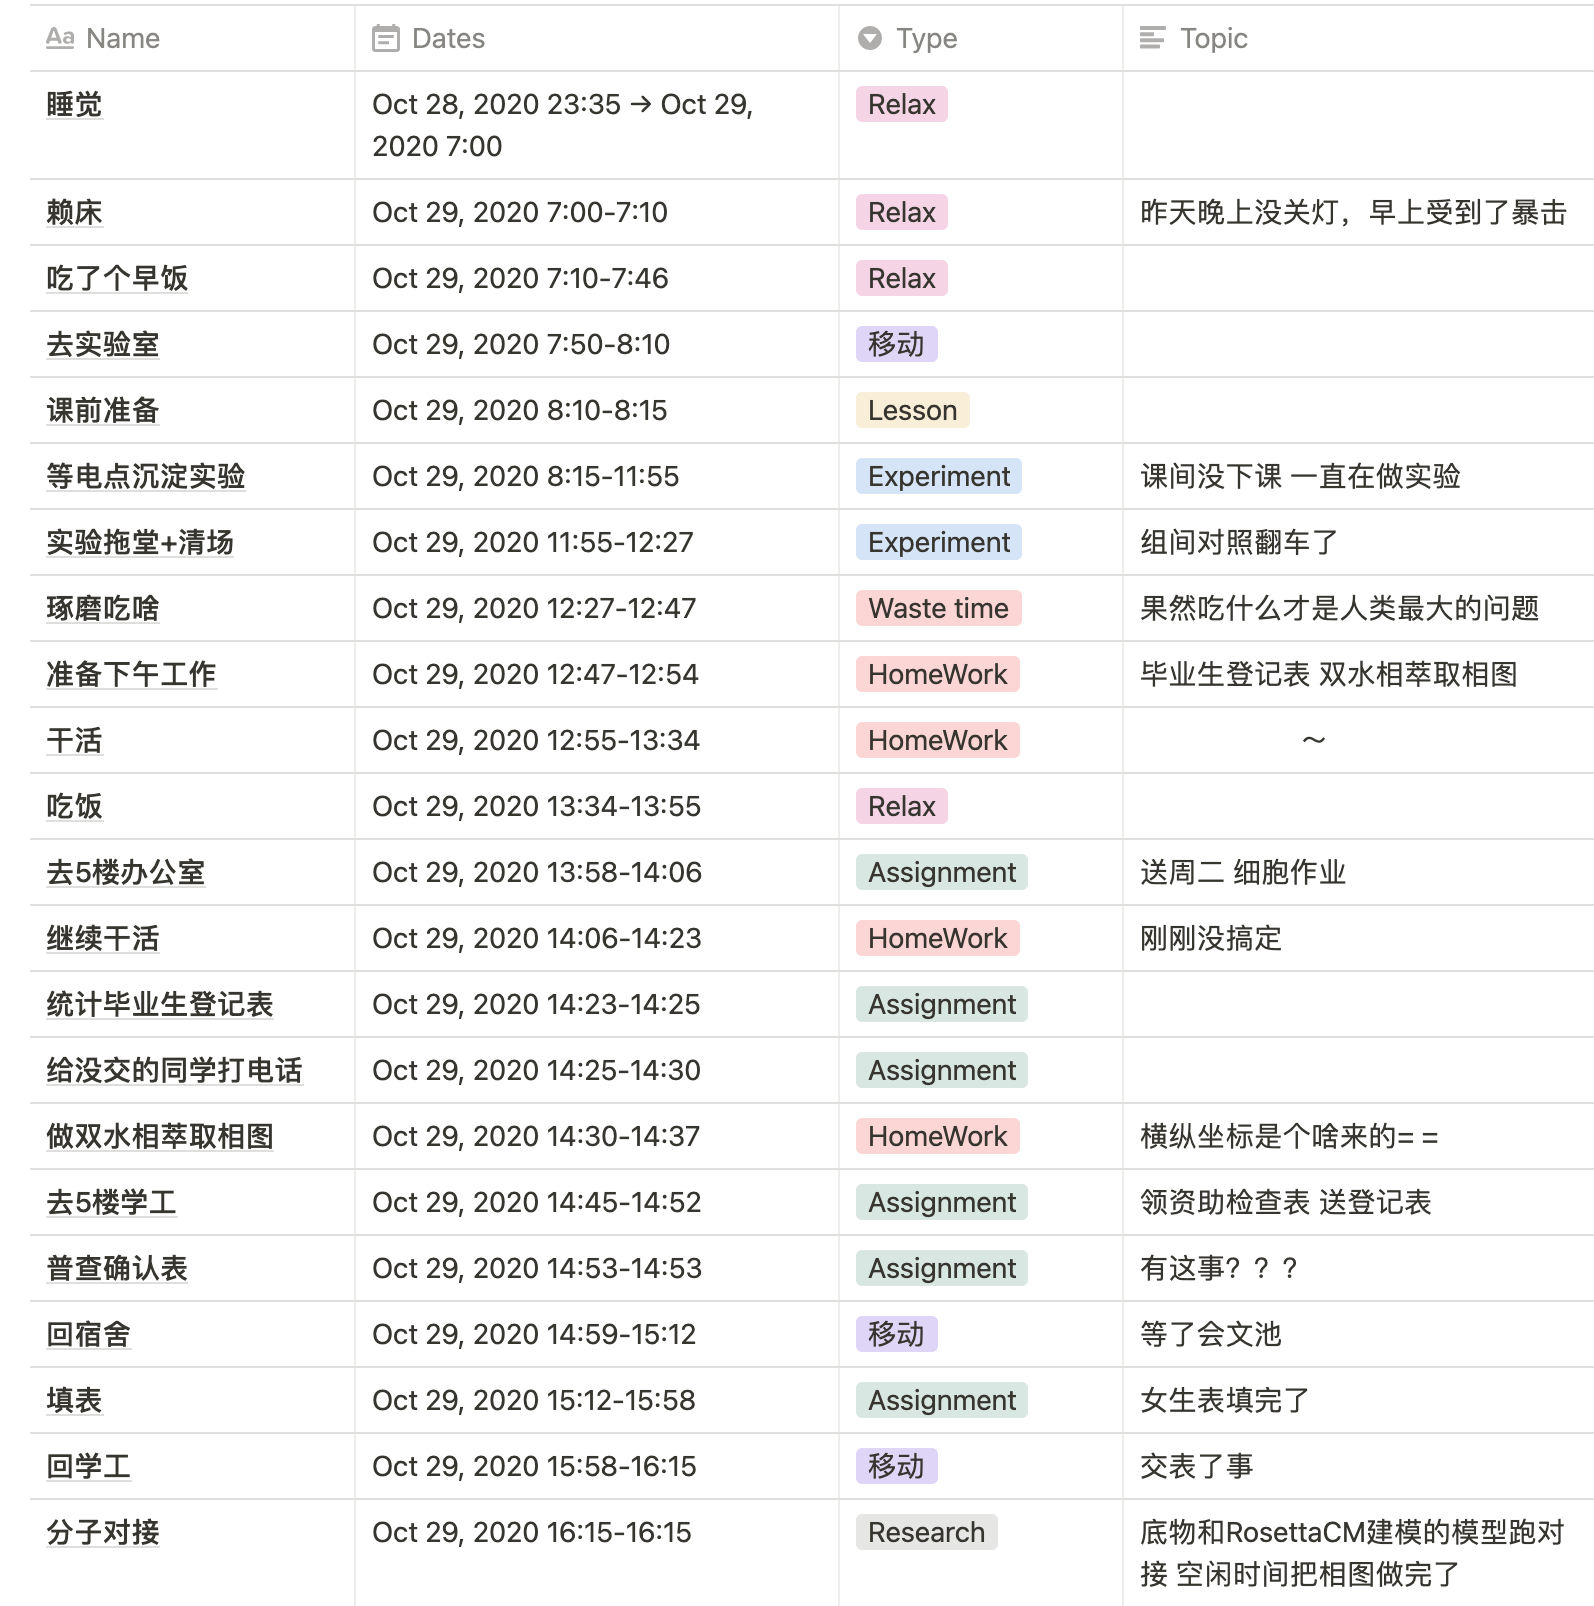 Aa Name Dates Type Topic
睡觉 Oct 28, 2020 23:35 → Oct 29, Relax
2020 7:00
赖床 Oct 29, 2020 7:00-7:10 Relax 昨天晚上没关灯，早上受到了暴击
吃了个早饭 Oct 29, 2020 7:10-7:46 Relax
去实验室 Oct 29, 2020 7:50-8:10 移动
课前准备 Oct 29, 2020 8:10-8:15 Lesson
等电点沉淀实验 Oct 29, 2020 8:15-11:55 Experiment 课间没下课 一直在做实验
实验拖堂+清场 Oct 29, 2020 11:55-12:27 Experiment 组间对照翻车了
琢磨吃啥 Oct 29, 2020 12:27-12:47 Waste time 果然吃什么才是人类最大的问题
准备下午工作 Oct 29, 2020 12:47-12:54 HomeWork 毕业生登记表 双水相萃取相图
干活 Oct 29, 2020 12:55-13:34 HomeWork ～
吃饭 Oct 29, 2020 13:34-13:55 Relax
去5楼办公室 Oct 29, 2020 13:58-14:06 Assignment 送周二 细胞作业
继续干活 Oct 29, 2020 14:06-14:23 HomeWork 刚刚没搞定
统计毕业生登记表 Oct 29, 2020 14:23-14:25 Assignment
给没交的同学打电话 Oct 29, 2020 14:25-14:30 Assignment
做双水相萃取相图 Oct 29, 2020 14:30-14:37 HomeWork 横纵坐标是个啥来的= =
去5楼学工 Oct 29, 2020 14:45-14:52 Assignment 领资助检查表 送登记表
普查确认表 Oct 29, 2020 14:53-14:53 Assignment 有这事？？？
回宿舍 Oct 29, 2020 14:59-15:12 移动 等了会文池
填表 Oct 29, 2020 15:12-15:58 Assignment 女生表填完了
回学工 Oct 29, 2020 15:58-16:15 移动 交表了事
分子对接 Oct 29, 2020 16:15-16:15 Research 底物和RosettaCM建模的模型跑对
接 空闲时间把相图做完了